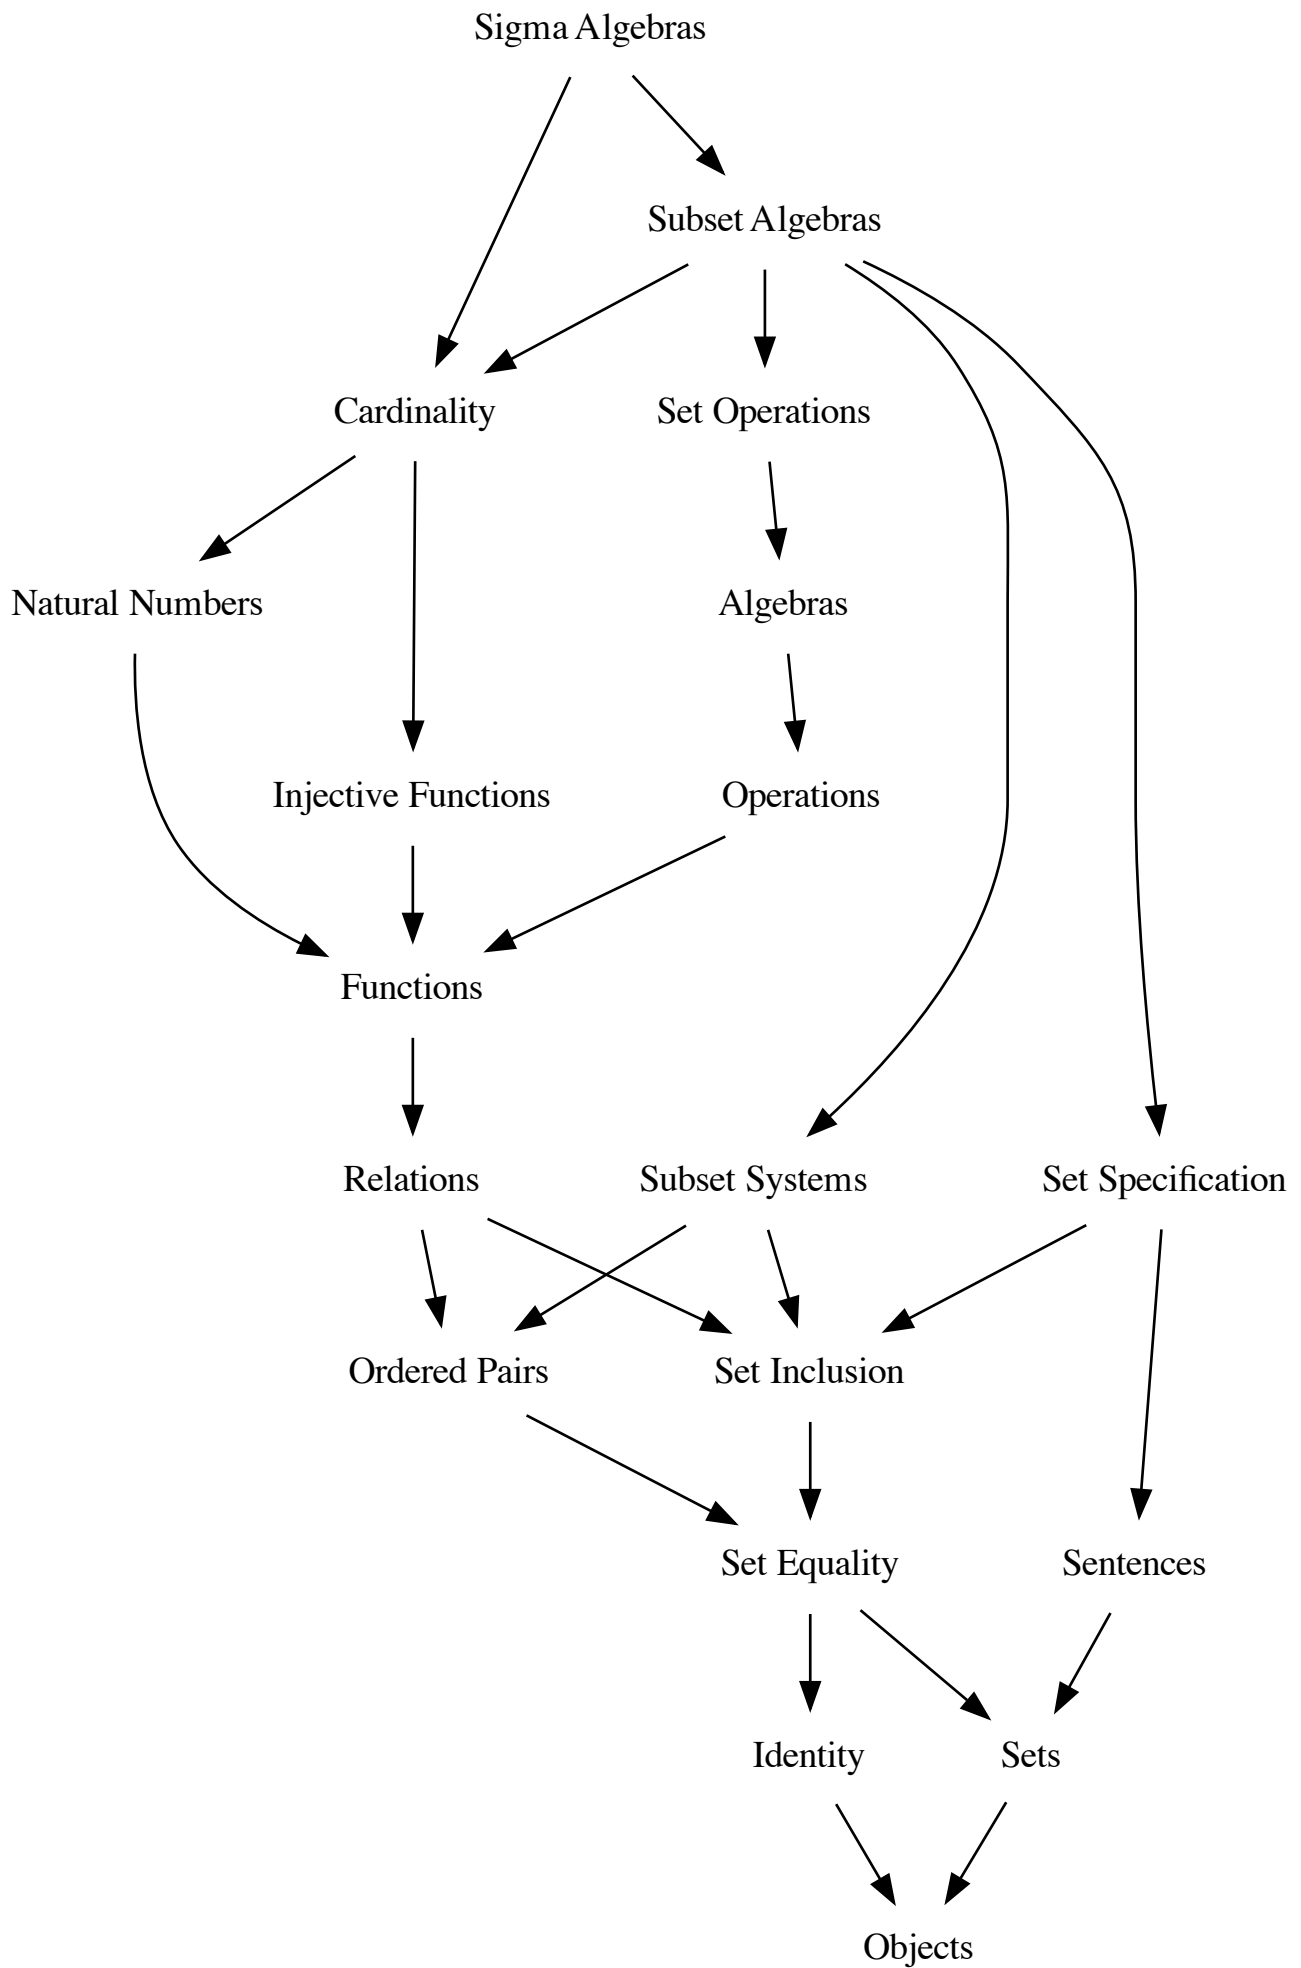 Sigma Algebras
Subset Algebras
Cardinality
Set Operations
Natural Numbers
Algebras
Injective Functions
Operations
Functions
Relations
Subset Systems
Set Specification
Ordered Pairs
Set Inclusion
Set Equality
Sentences
Identity
Sets
Objects